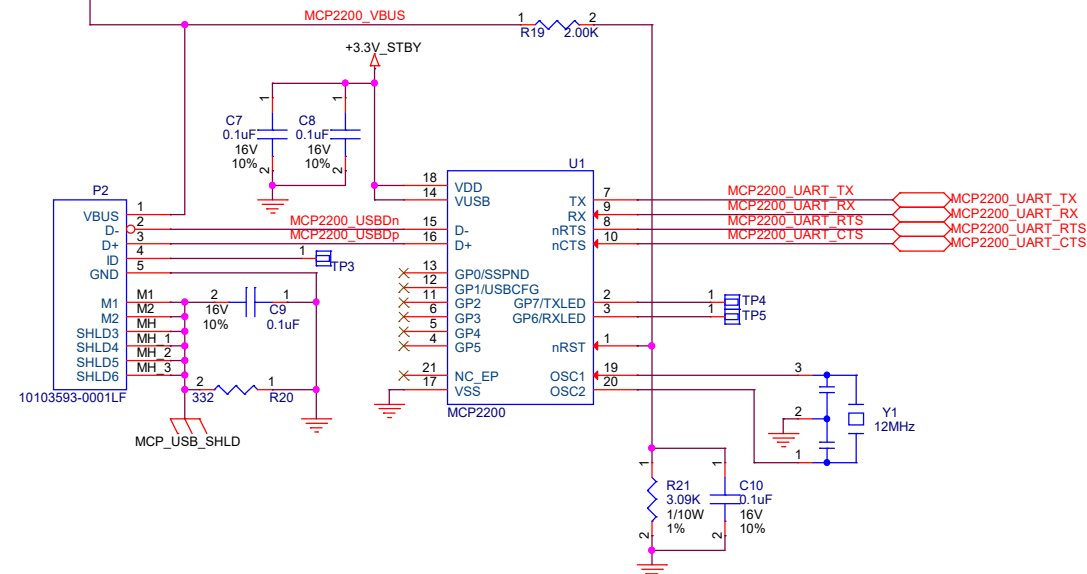 MCP2200_VBUS
1
2
R19
2.00K
+3.3V_STBY
1
1
C7
0.1uF
16V
10%
2
C8
0.1uF
16V
10%
2
U1
P2
VBUS
1
D-
2
D+
3
ID
4
GND
5
M1
M1
M2
M2
SHLD3
MH
SHLD4
MH_1
SHLD5
MH_2
SHLD6
MH_3
10103593-0001LF
MCP2200_USBDn
MCP2200_USBDp
1
TP3
2
1
16V
10%
C9
0.1uF
2
1
332
R20
MCP_USB_SHLD
18
VDD
14
VUSB
15
D-
16
D+
13
GP0/SSPND
12
GP1/USBCFG
11
GP2
6
GP3
5
GP4
4
GP5
21
NC_EP
17
VSS
MCP2200
TX
7
MCP2200_UART_TX
MCP2200_UART_TX
RX
9
MCP2200_UART_RX
MCP2200_UART_RX
nRTS
8
MCP2200_UART_RTS
MCP2200_UART_RTS
nCTS
10
MCP2200_UART_CTS
MCP2200_UART_CTS
GP7/TXLED
2
1
TP4
GP6/RXLED
3
1
TP5
nRST
1
OSC1
19
3
OSC2
20
2
1
Y1
12MHz
1
R21
3.09K
1/10W
1%
2
1
C10
0.1uF
16V
10%
2